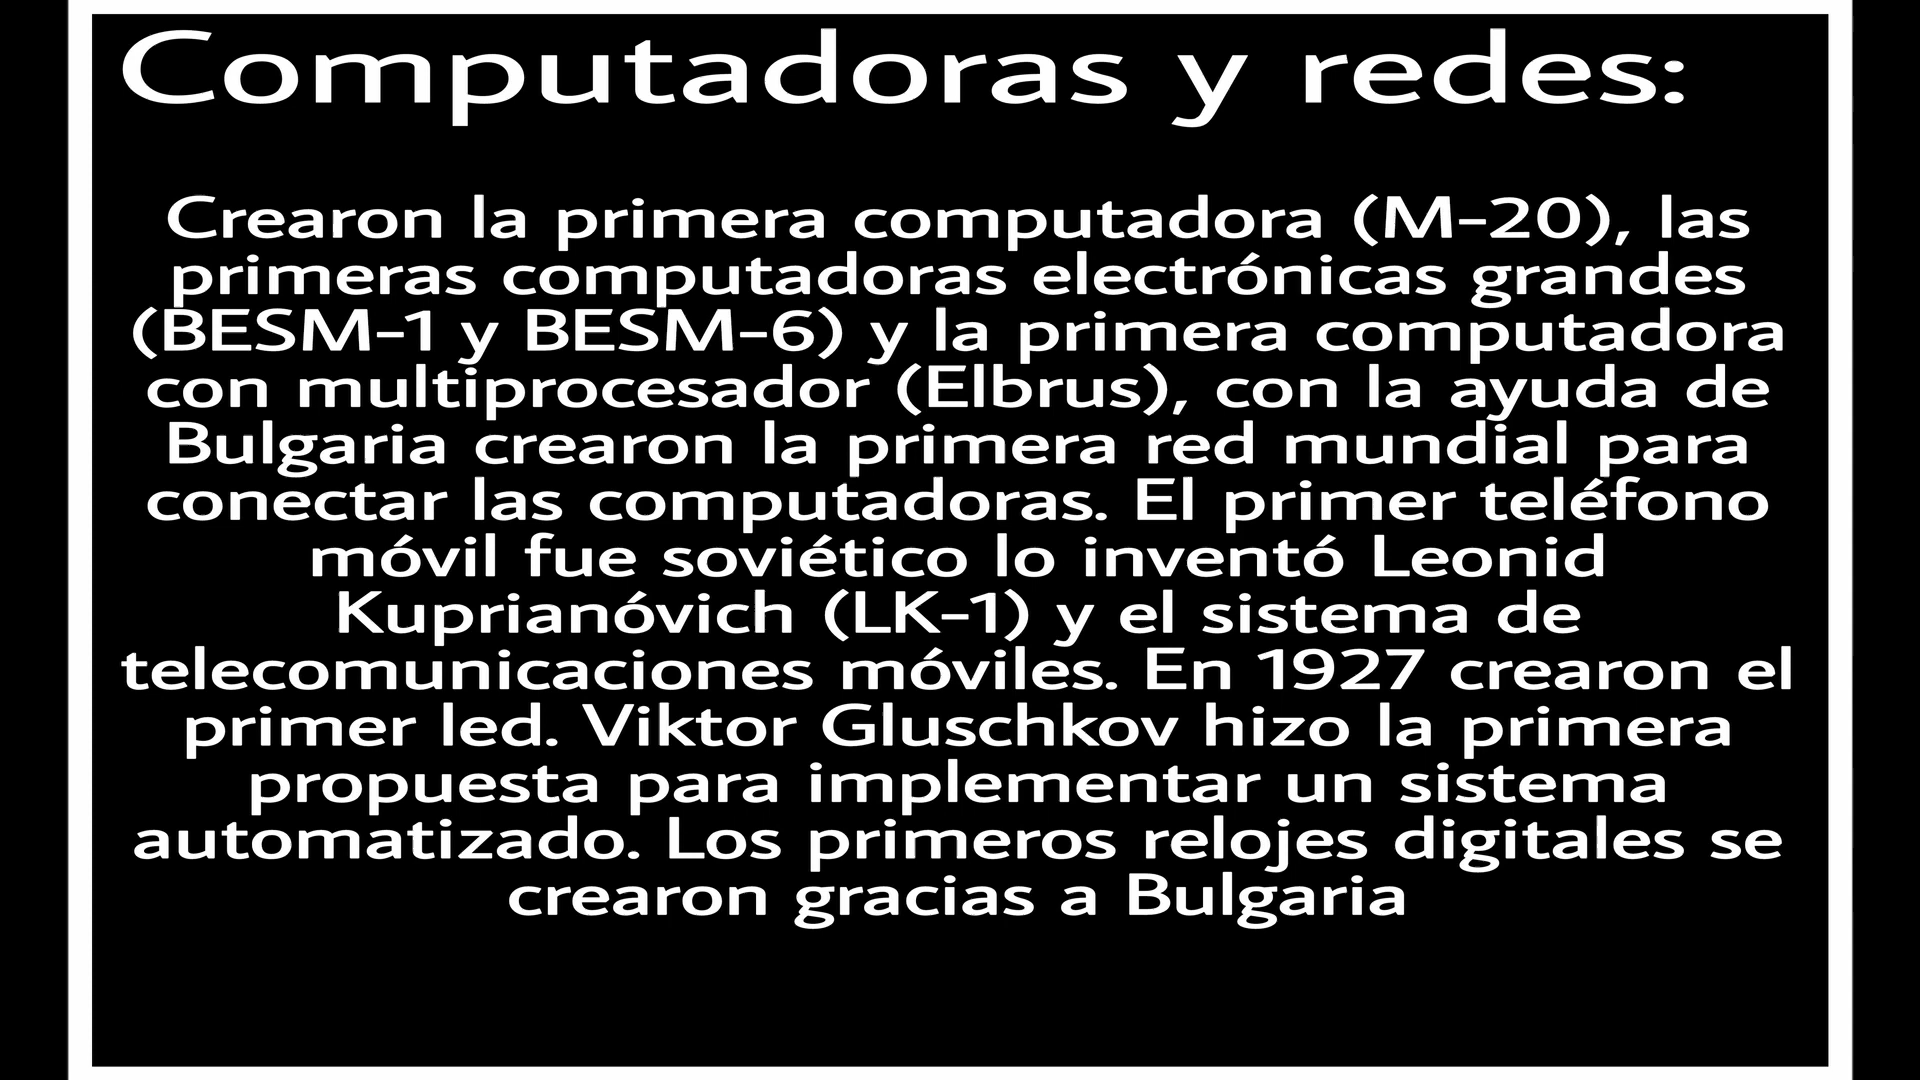 Computadoras y redes:
Crearon la primera computadora (M-20), las
primeras computadoras electrónicas grandes
(BESM-1 y BESM-6) y la primera computadora
con multiprocesador (Elbrus), con la ayuda de
Bulgaria crearon la primera red mundial para
conectar las computadoras. El primer teléfono
móvil fue soviético lo inventó Leonid
Kuprianóvich (LK-1) y el sistema de
telecomunicaciones móviles. En 1927 crearon el
primer led. Viktor Gluschkov hizo la primera
propuesta para implementar un sistema
automatizado. Los primeros relojes digitales se
crearon gracias a Bulgaria